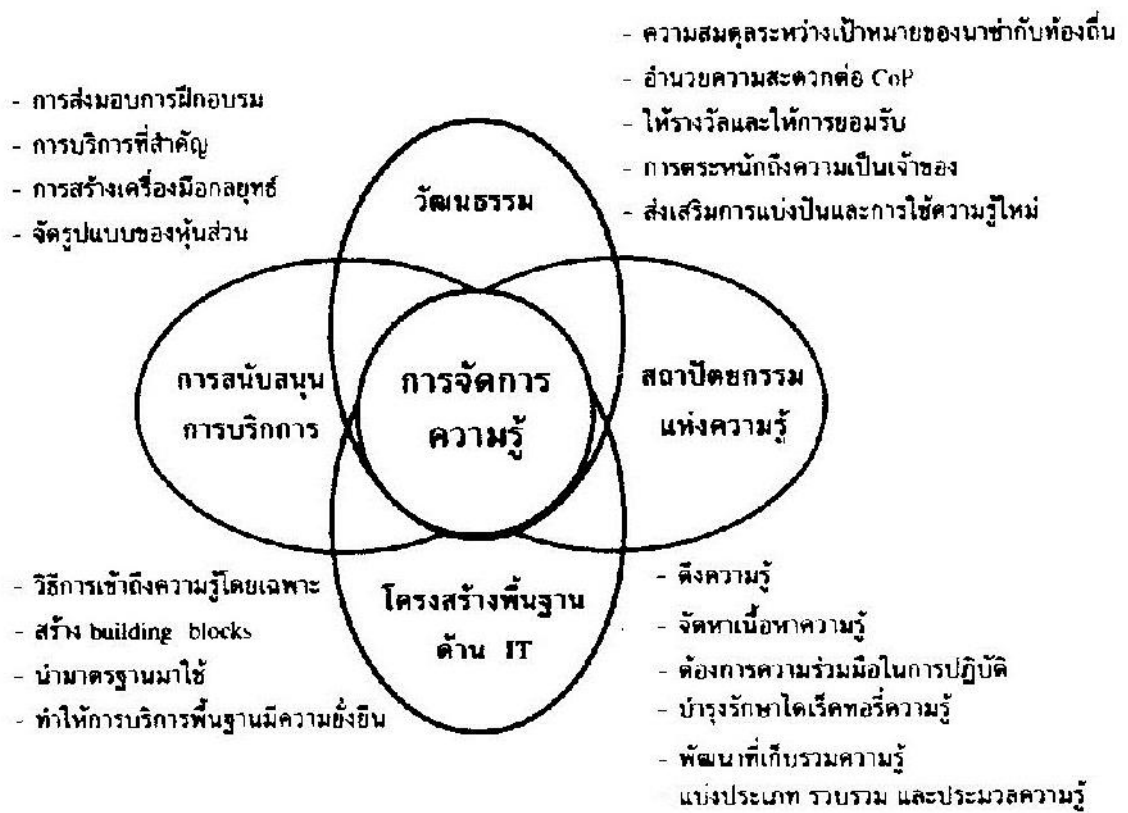 - ความสมดุลระหว่างเป้าหมายของนาซ่ากับท้องถิ่น
- อำนวยความสะดวกต่อ CoP
- ให้รางวัลและให้การยอมรับ
- การตระหนักถึงความเป็นเจ้าของ
- ส่งเสริมการแบ่งปันและการใช้ความรู้ใหม่
- การส่งมอบการฝึกอบรม
- การบริการที่สำคัญ
- การสร้างเครื่องมือกลยุทธ์
- จัดรูปแบบของหุ้นส่วน
วัฒนธรรม
การสนับสนุน
การบริการ
การจัดการ
ความรู้
สถาปัตยกรรม
แห่งความรู้
โครงสร้างพื้นฐาน
ด้าน IT
- วิธีการเข้าถึงความรู้โดยเฉพาะ
- สร้าง building blocks
- นำมาตรฐานมาใช้
- ทำให้การบริการพื้นฐานมีความยั่งยืน
- ดึงความรู้
- จัดหาเนื้อหาความรู้
- ต้องการความร่วมมือในการปฏิบัติ
- บำรุงรักษาไดเร็คทอรี่ความรู้
- พัฒนาที่เก็บรวมความรู้
แบ่งประเภท รวบรวม และประมวลความรู้